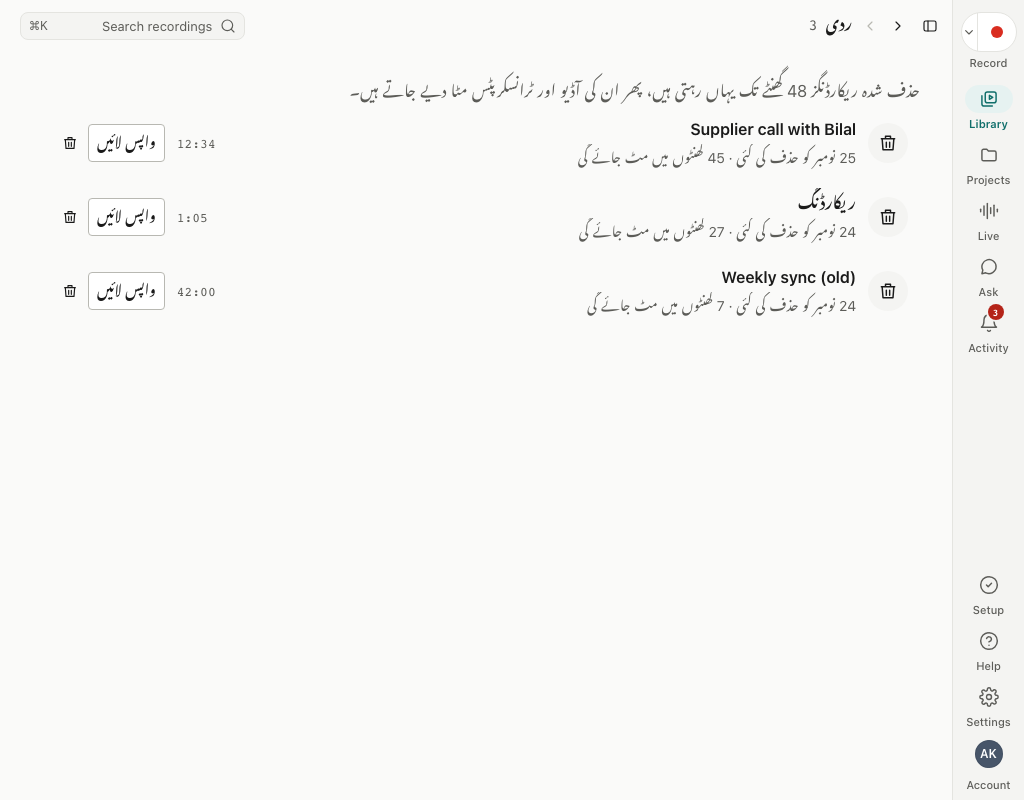 ردی 3
Search recordings ⌘K
حذف شدہ ریکارڈنگز 48 گھنٹے تک یہاں رہتی ہیں، پھر ان کی آڈیو اور ٹرانسکرپٹس مٹا دیے جاتے ہیں۔
Supplier call with Bilal
25 نومبر کو حذف کی گئی · 45 گھنٹوں میں مٹ جائے گی
12:34
واپس لائیں
ریکارڈنگ
24 نومبر کو حذف کی گئی · 27 گھنٹوں میں مٹ جائے گی
1:05
واپس لائیں
Weekly sync (old)
24 نومبر کو حذف کی گئی · 7 گھنٹوں میں مٹ جائے گی
42:00
واپس لائیں
Record
Library
Projects
Live
Ask
3
Activity
Setup
Help
Settings
AK
Account